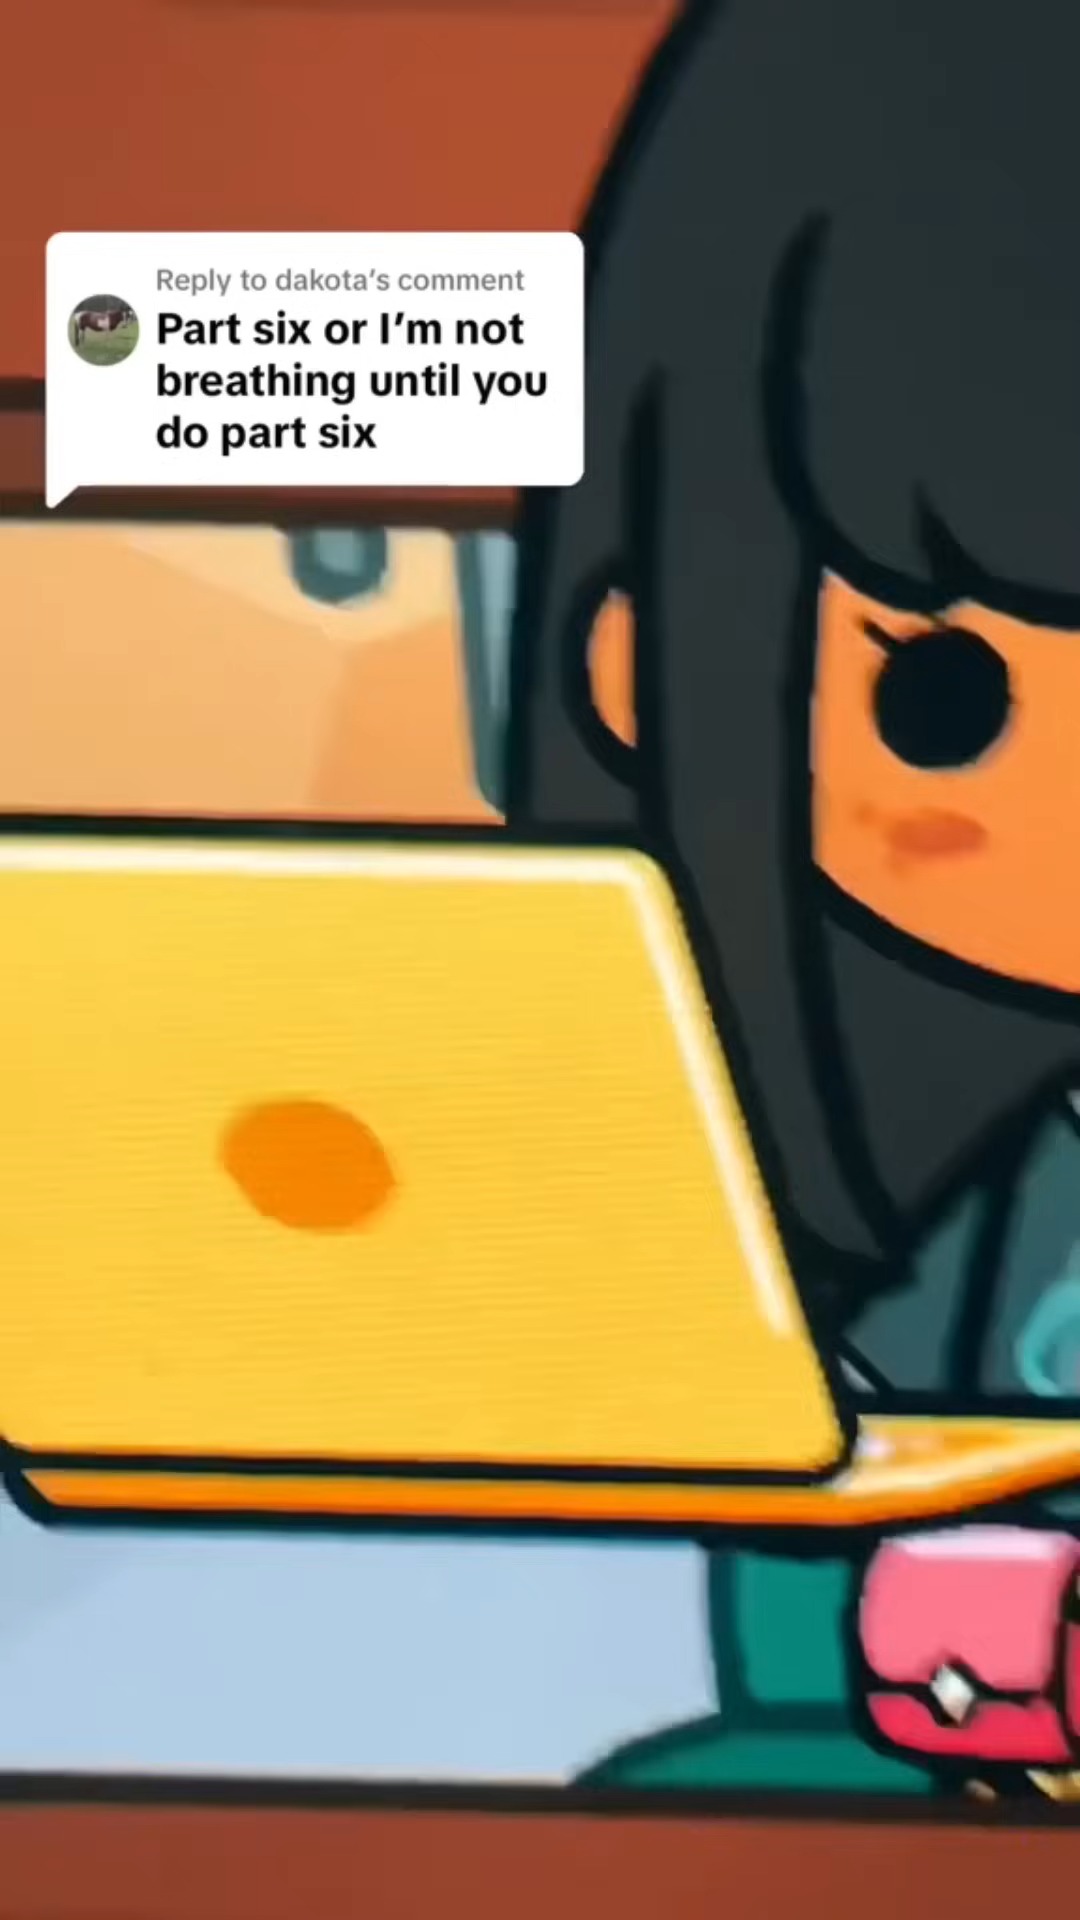 Reply to dakota’s comment
Part six or I’m not
breathing until you
do part six